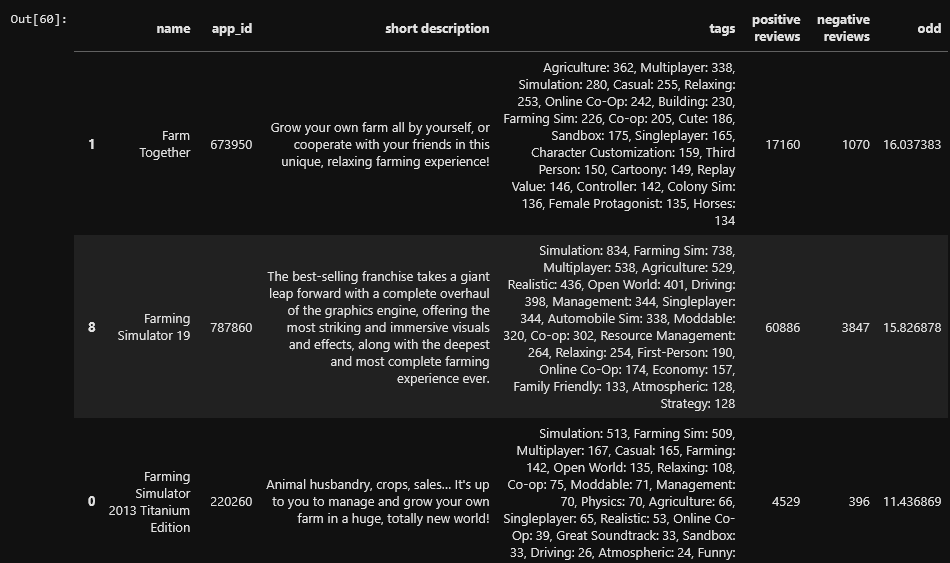 Out[60]:
name app_id short description tags positive reviews negative reviews odd
1 Farm Together 673950
Grow your own farm all by yourself, or
cooperate with your friends in this
unique, relaxing farming experience!
Agriculture: 362, Multiplayer: 338,
Simulation: 280, Casual: 255, Relaxing:
253, Online Co-Op: 242, Building: 230,
Farming Sim: 226, Co-op: 205, Cute: 186,
Sandbox: 175, Singleplayer: 165,
Character Customization: 159, Third
Person: 150, Cartoony: 149, Replay
Value: 146, Controller: 142, Colony Sim:
136, Female Protagonist: 135, Horses:
134
17160 1070 16.037383
8 Farming Simulator 19 787860
The best-selling franchise takes a giant
leap forward with a complete overhaul
of the graphics engine, offering the
most striking and immersive visuals
and effects, along with the deepest
and most complete farming
experience ever.
Simulation: 834, Farming Sim: 738,
Multiplayer: 538, Agriculture: 529,
Realistic: 436, Open World: 401, Driving:
398, Management: 344, Singleplayer:
344, Automobile Sim: 338, Moddable:
320, Co-op: 302, Resource Management:
264, Relaxing: 254, First-Person: 190,
Online Co-Op: 174, Economy: 157,
Family Friendly: 133, Atmospheric: 128,
Strategy: 128
60886 3847 15.826878
0 Farming Simulator 2013 Titanium Edition 220260
Animal husbandry, crops, sales... It's up
to you to manage and grow your own
farm in a huge, totally new world!
Simulation: 513, Farming Sim: 509,
Multiplayer: 167, Casual: 165, Farming:
142, Open World: 135, Relaxing: 108,
Co-op: 75, Moddable: 71, Management:
70, Physics: 70, Agriculture: 66,
Singleplayer: 65, Realistic: 53, Online Co-
Op: 39, Great Soundtrack: 33, Sandbox:
33, Driving: 26, Atmospheric: 24, Funny:
4529 396 11.436869